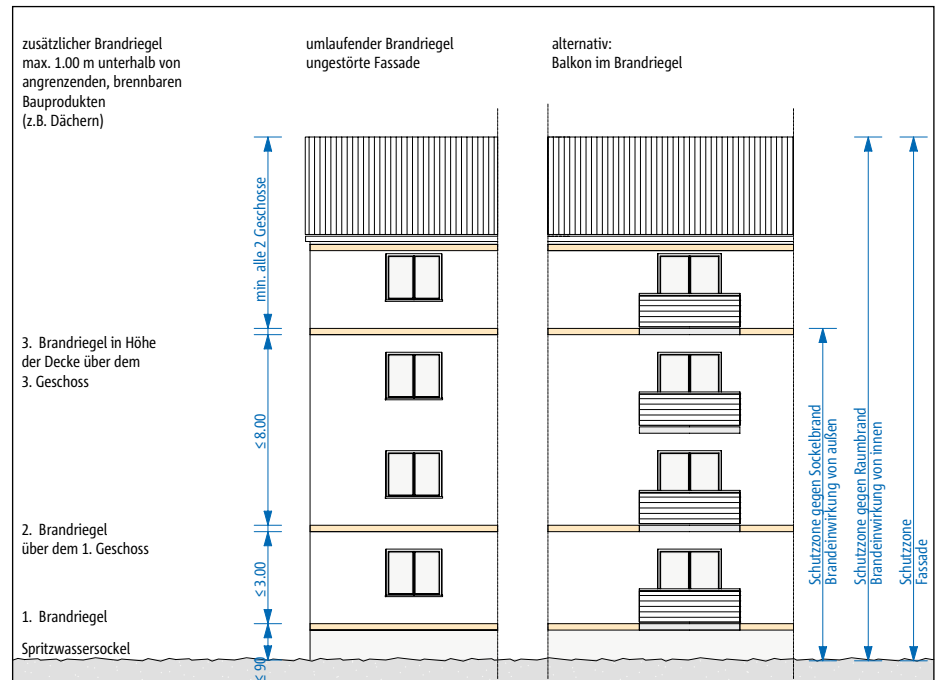 zusätzlicher Brandriegel
max. 1.00 m unterhalb von
angrenzenden, brennbaren
Bauprodukten
(z.B. Dächern)
umlaufender Brandriegel
ungestörte Fassade
alternativ:
Balkon im Brandriegel
min. alle 2 Geschosse
3. Brandriegel in Höhe
der Decke über dem
3. Geschoss
≤ 8.00
2. Brandriegel
über dem 1. Geschoss
≤ 3.00
1. Brandriegel
Spritzwassersockel
≤ 90
Schutzzone gegen Sockelbrand
Brandeinwirkung von außen
Schutzzone gegen Raumbrand
Brandeinwirkung von innen
Schutzzone
Fassade